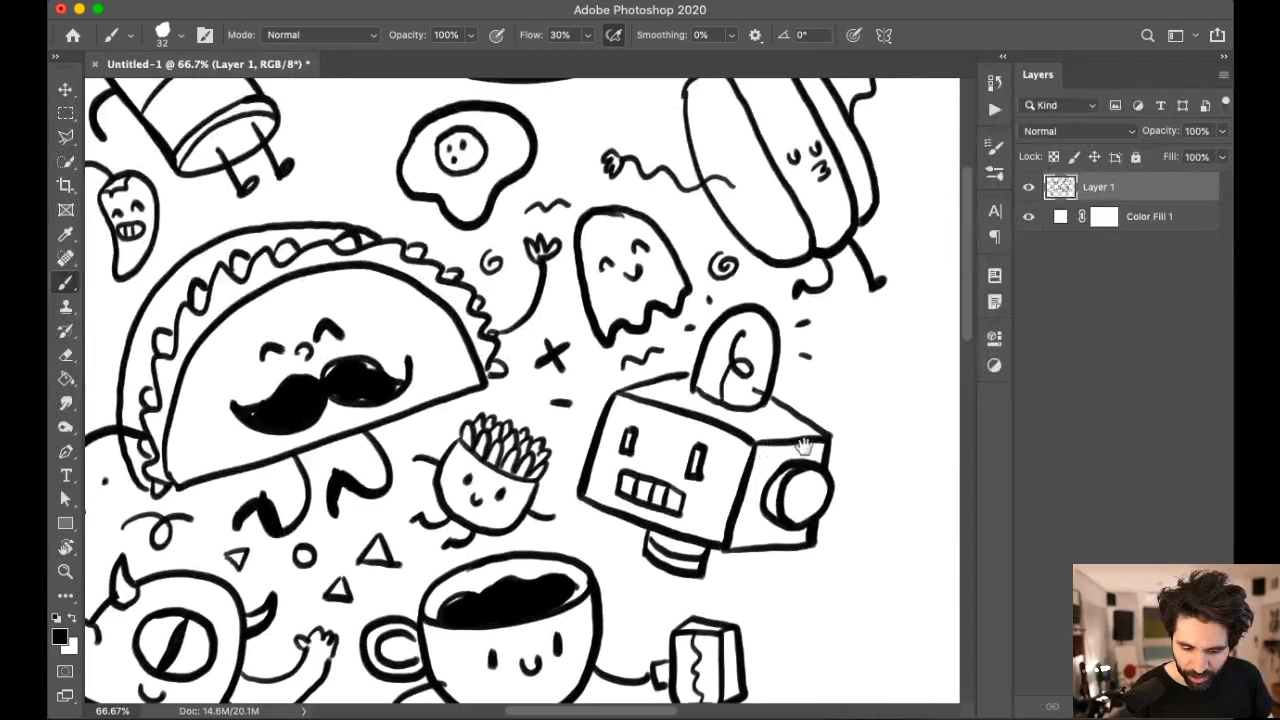 Adobe Photoshop 2020
32
Mode: Normal
Opacity: 100%
Flow: 30%
Smoothing: 0%
0°
Untitled-1 @ 66.7% (Layer 1, RGB/8*) *
Layers
Kind
Normal
Opacity: 100%
Lock:
Fill: 100%
Layer 1
Color Fill 1
66.67%
Doc: 14.6M/20.1M